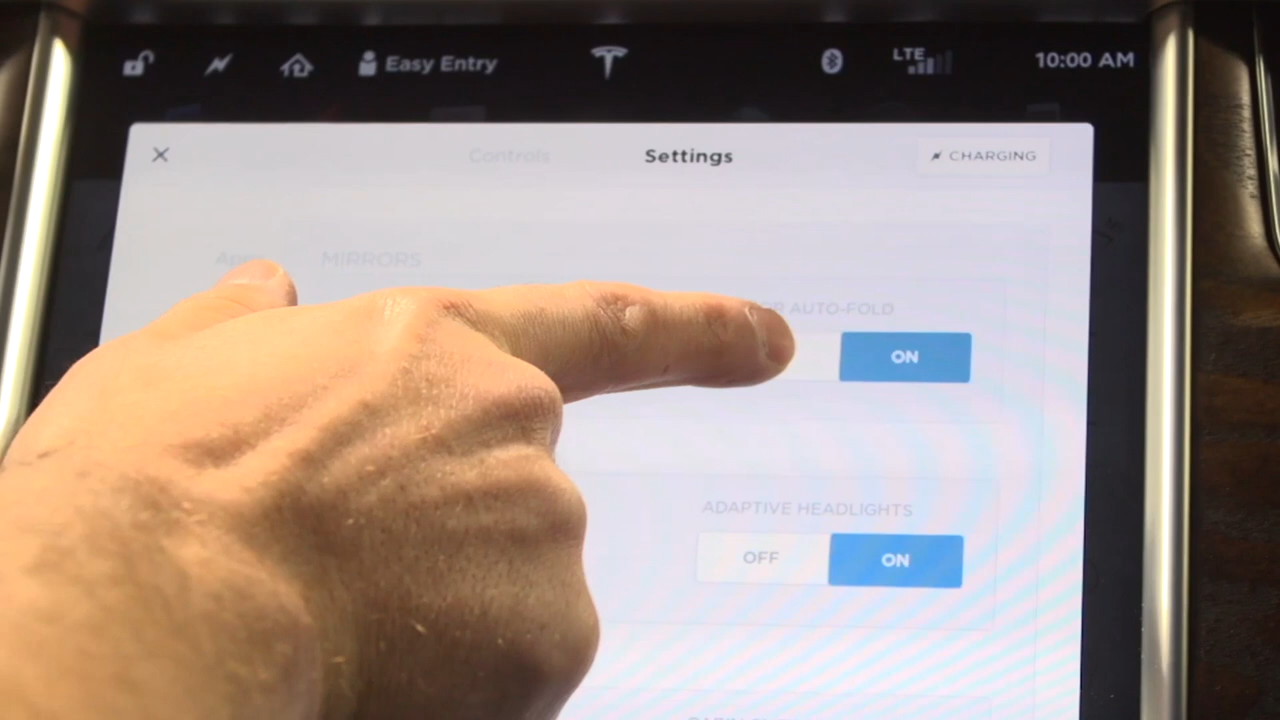 Easy Entry
LTE
10:00 AM
Controls
Settings
CHARGING
MIRRORS
AUTO-FOLD
ON
ADAPTIVE HEADLIGHTS
OFF
ON